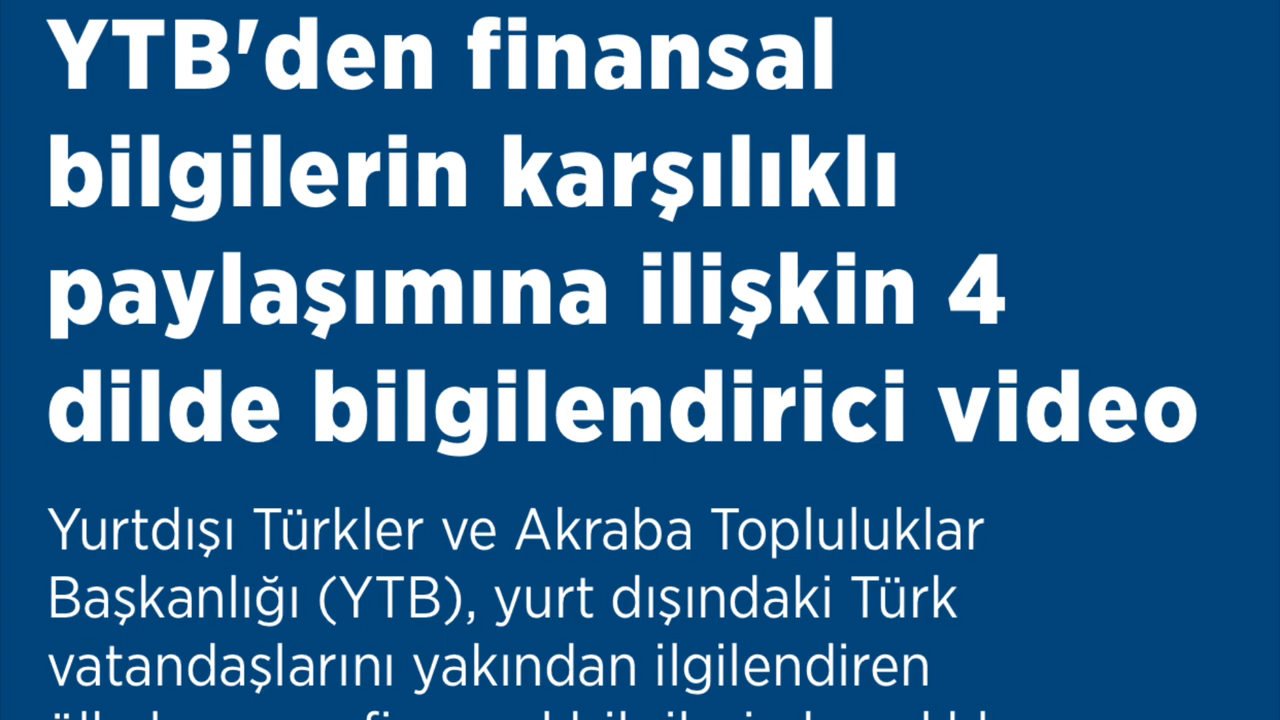 YTB'den finansal
bilgilerin karşılıklı
paylaşımına ilişkin 4
dilde bilgilendirici video
Yurtdışı Türkler ve Akraba Topluluklar
Başkanlığı (YTB), yurt dışındaki Türk
vatandaşlarını yakından ilgilendiren